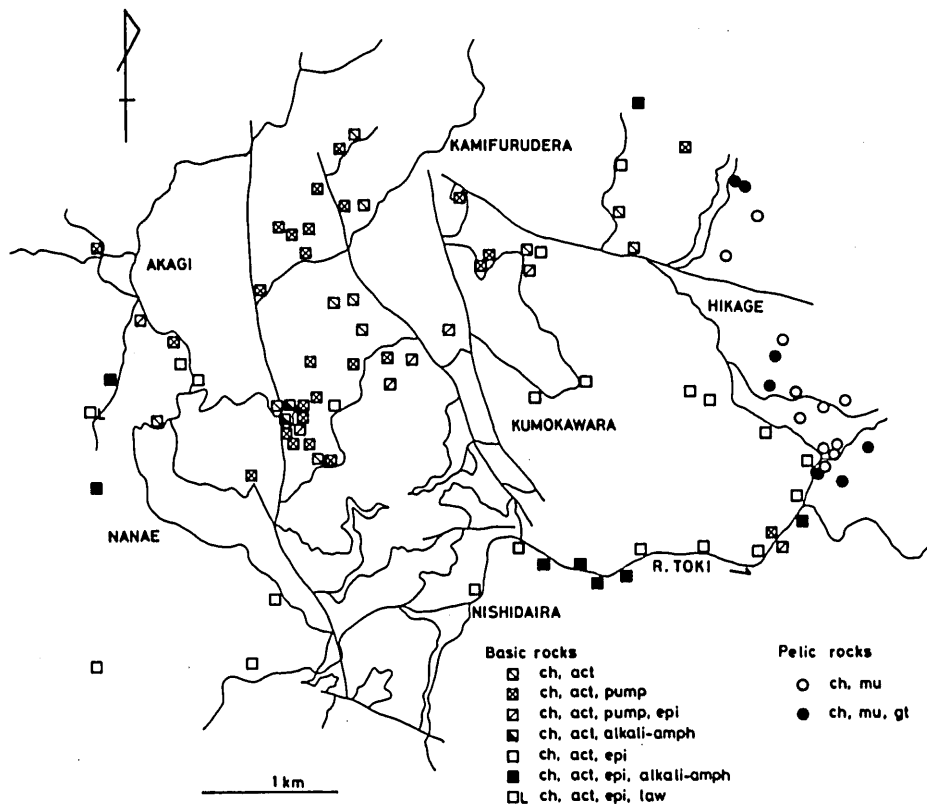 KAMIFURUDERA
AKAGI
HIKAGE
KUMOKAWARA
NANAE
R. TOKI
NISHIDAIRA
L
Basic rocks
ch, act
ch, act, pump
ch, act, pump, epi
ch, act, alkali-amph
ch, act, epi
ch, act, epi, alkali-amph
L ch, act, epi, law
Pelic rocks
ch, mu
ch, mu, gt
1 km